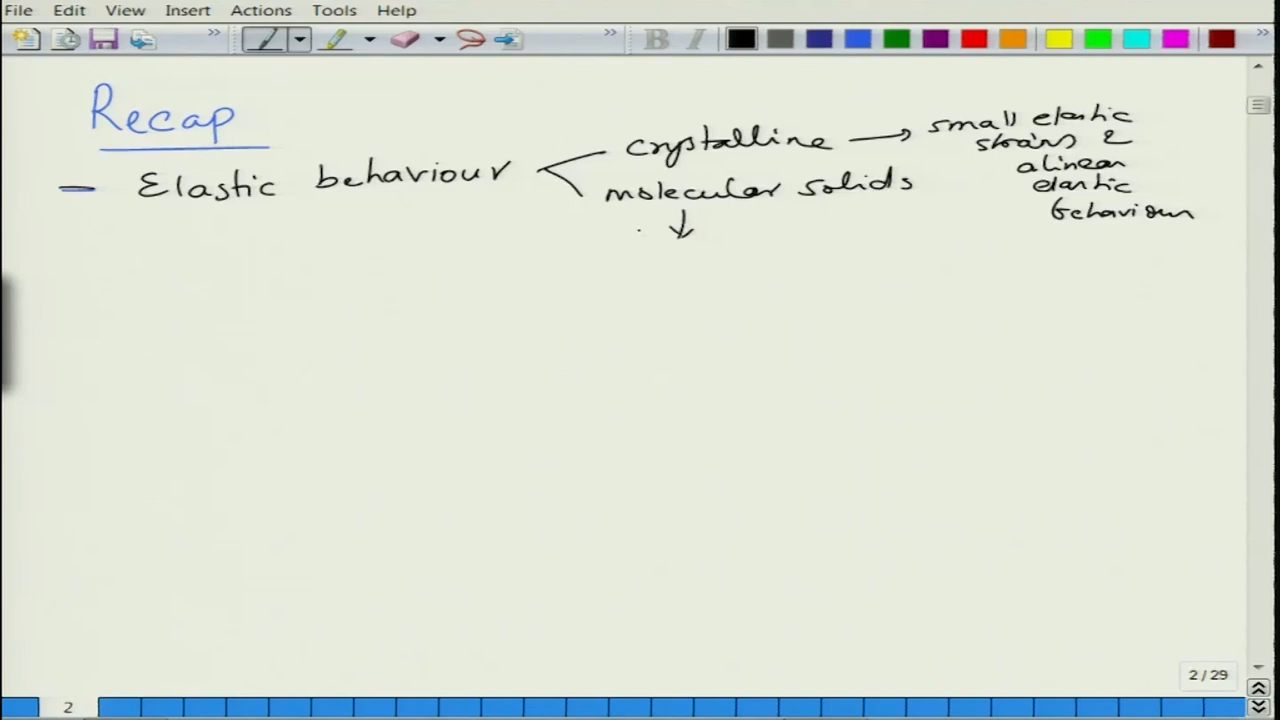 File Edit View Insert Actions Tools Help
B I
Recap
- Elastic behaviour
crystalline → small elastic
strains &
a linear
elastic
behaviour
molecular solids
↓
2 / 29
2